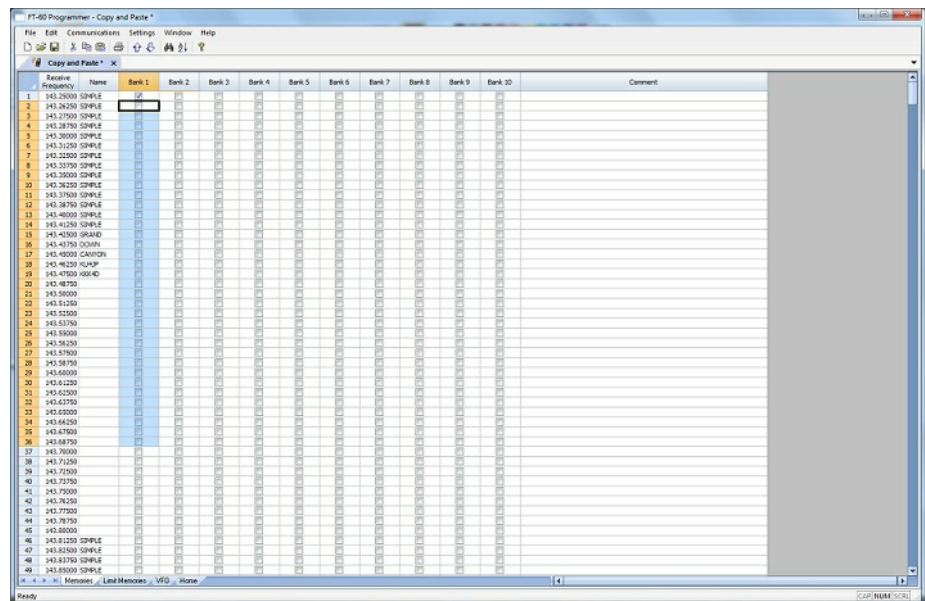 FT-60 Programmer - Copy and Paste *
File Edit Communications Settings Window Help
Copy and Paste * x
Receive Frequency Name Bank 1 Bank 2 Bank 3 Bank 4 Bank 5 Bank 6 Bank 7 Bank 8 Bank 9 Bank 10 Comment
1 143.25000 SIMPLE
2 143.26250 SIMPLE
3 143.27500 SIMPLE
4 143.28750 SIMPLE
5 143.30000 SIMPLE
6 143.31250 SIMPLE
7 143.32500 SIMPLE
8 143.33750 SIMPLE
9 143.35000 SIMPLE
10 143.36250 SIMPLE
11 143.37500 SIMPLE
12 143.38750 SIMPLE
13 143.40000 SIMPLE
14 143.41250 SIMPLE
15 143.42500 GRAND
16 143.43750 DOWN
17 143.45000 CANYON
18 143.46250
19 143.47500
20 143.48750
21 143.50000
22 143.51250
23 143.52500
24 143.53750
25 143.55000
26 143.56250
27 143.57500
28 143.58750
29 143.60000
30 143.61250
31 143.62500
32 143.63750
33 143.65000
34 143.66250
35 143.67500
36 143.68750
37 143.70000
38 143.71250
39 143.72500
40 143.73750
41 143.75000
42 143.76250
43 143.77500
44 143.78750
45 143.80000
46 143.81250 SIMPLE
47 143.82500 SIMPLE
48 143.83750 SIMPLE
49 143.85000 SIMPLE
Memories Limit Memories VFO Home
Ready CAP NUM SCRL